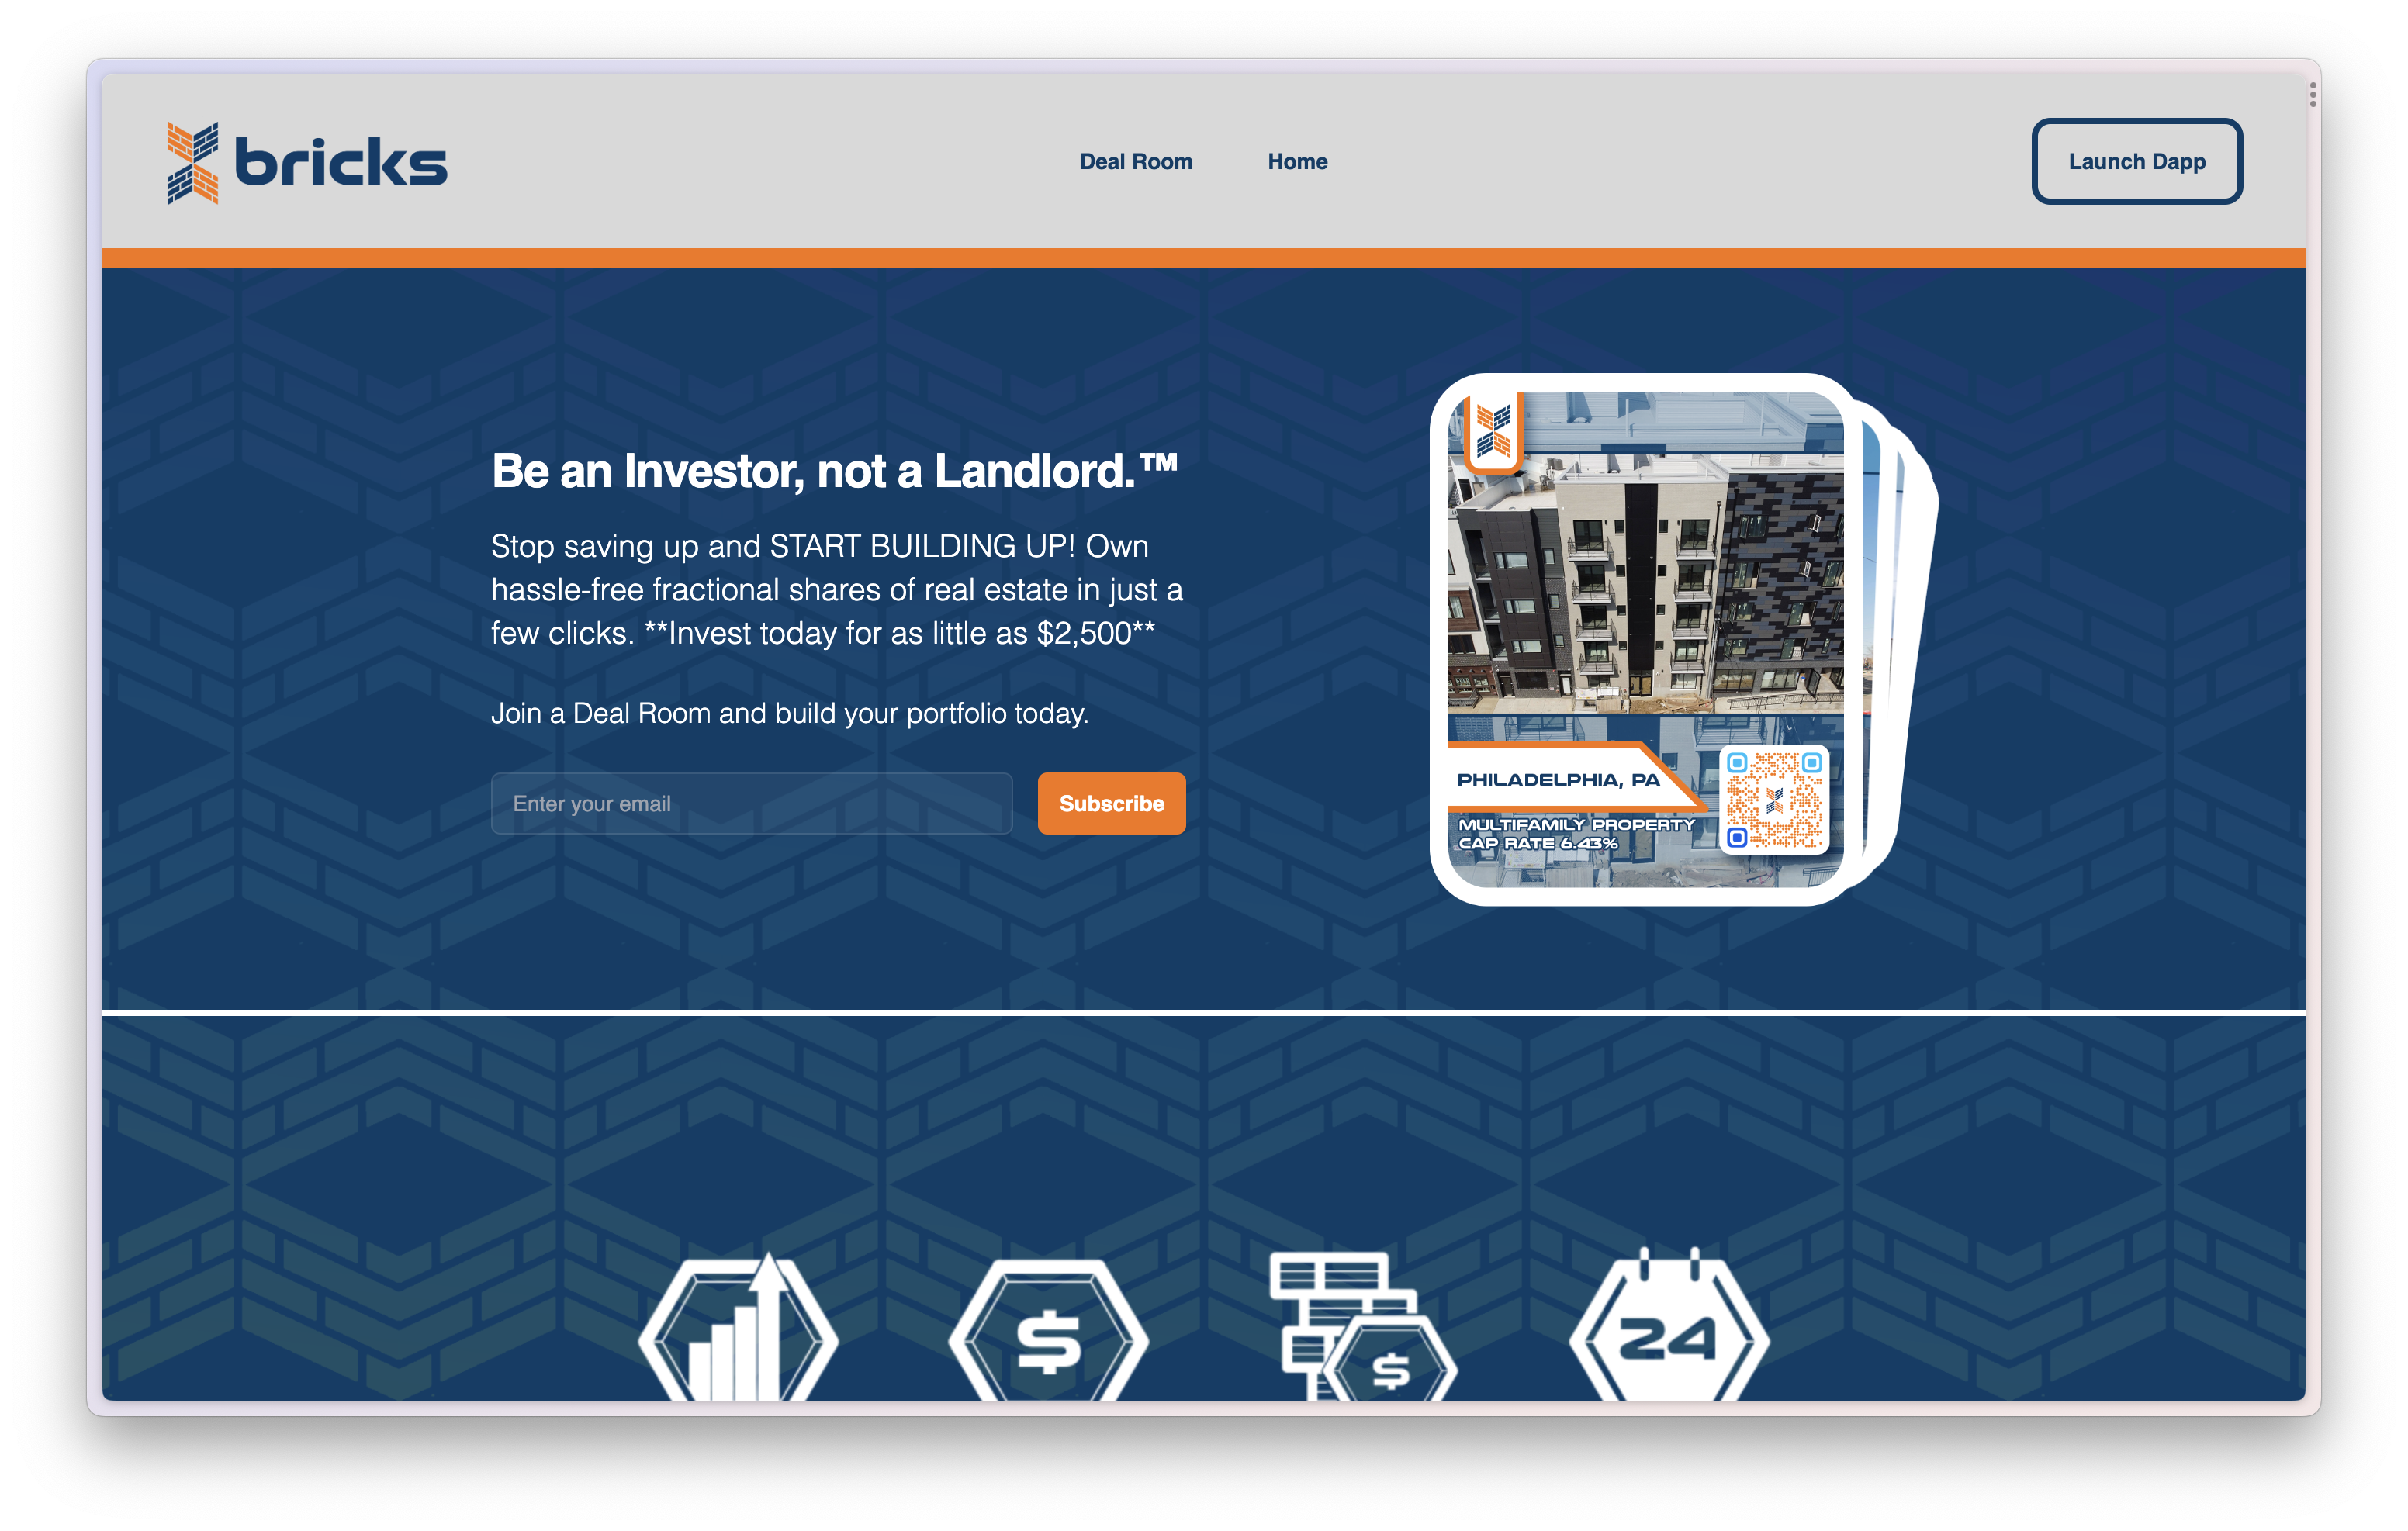 bricks
Deal Room
Home
Launch Dapp
Be an Investor, not a Landlord.™
Stop saving up and START BUILDING UP! Own
hassle-free fractional shares of real estate in just a
few clicks. **Invest today for as little as $2,500**
Join a Deal Room and build your portfolio today.
Enter your email
Subscribe
PHILADELPHIA, PA
MULTIFAMILY PROPERTY
CAP RATE 6.43%
$
$
24